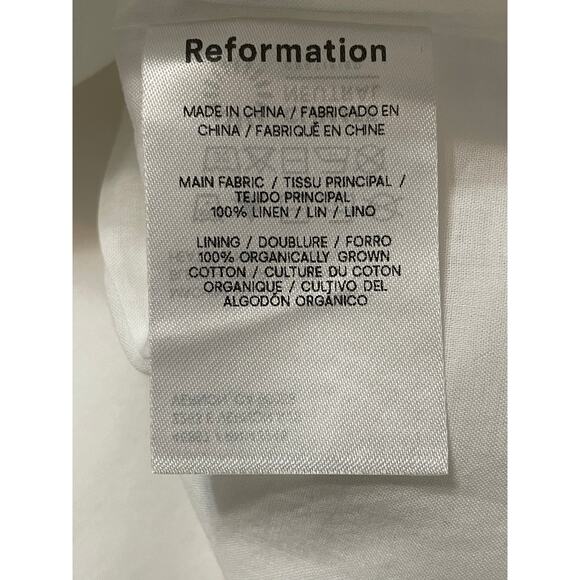 Reformation
MADE IN CHINA / FABRICADO EN
CHINA / FABRIQUÉ EN CHINE
MAIN FABRIC / TISSU PRINCIPAL /
TEJIDO PRINCIPAL
100% LINEN / LIN / LINO
LINING / DOUBLURE / FORRO
100% ORGANICALLY GROWN
COTTON / CULTURE DU COTON
ORGANIQUE / CULTIVO DEL
ALGODÓN ORGÁNICO
NEUTRAL